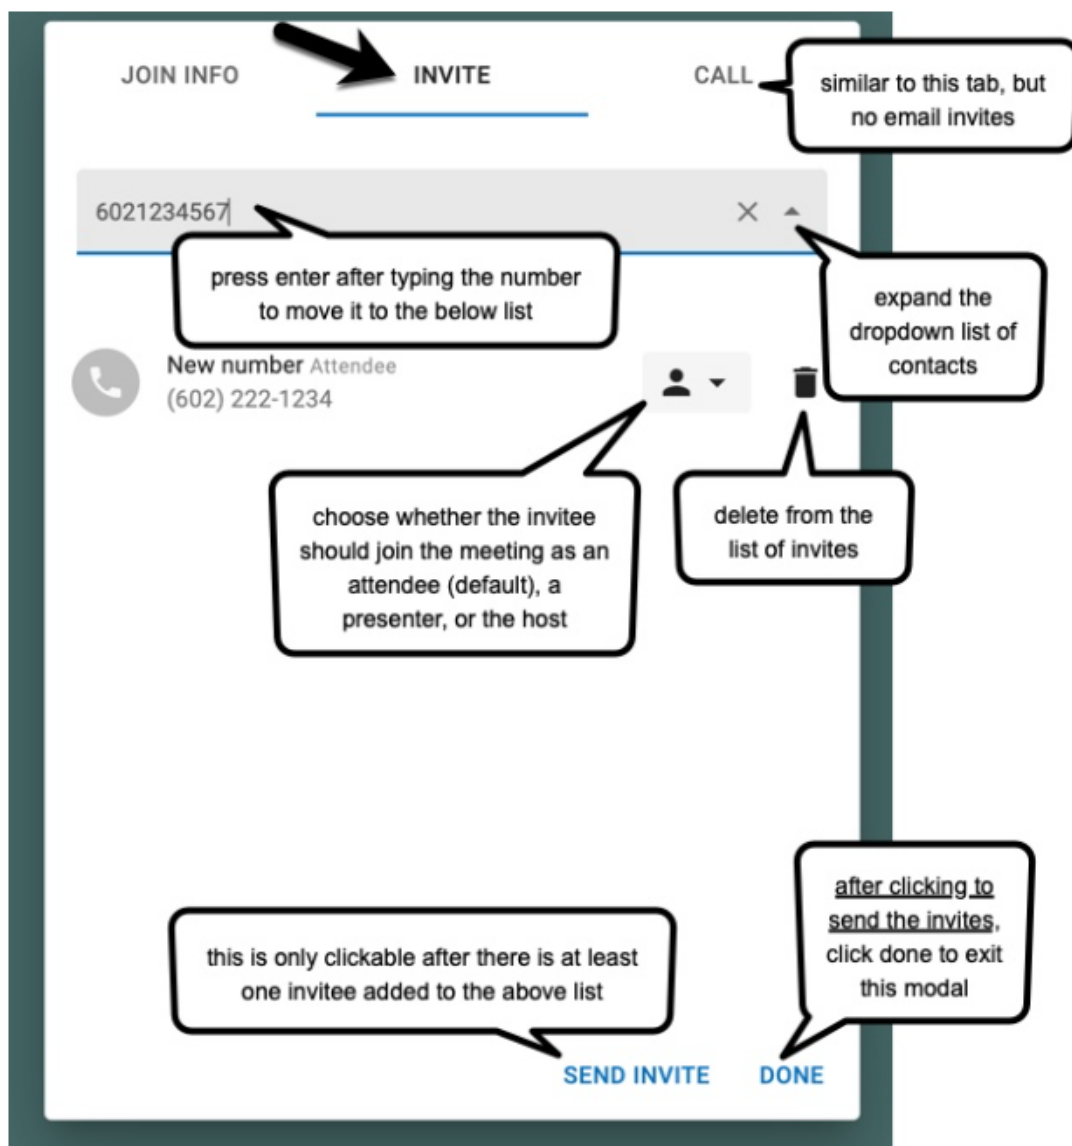 JOIN INFO
INVITE
CALL
similar to this tab, but
no email invites
6021234567
press enter after typing the number
to move it to the below list
expand the
dropdown list of
contacts
New number Attendee
(602) 222-1234
choose whether the invitee
should join the meeting as an
attendee (default), a
presenter, or the host
delete from the
list of invites
after clicking to
send the invites,
click done to exit
this modal
this is only clickable after there is at least
one invitee added to the above list
SEND INVITE
DONE